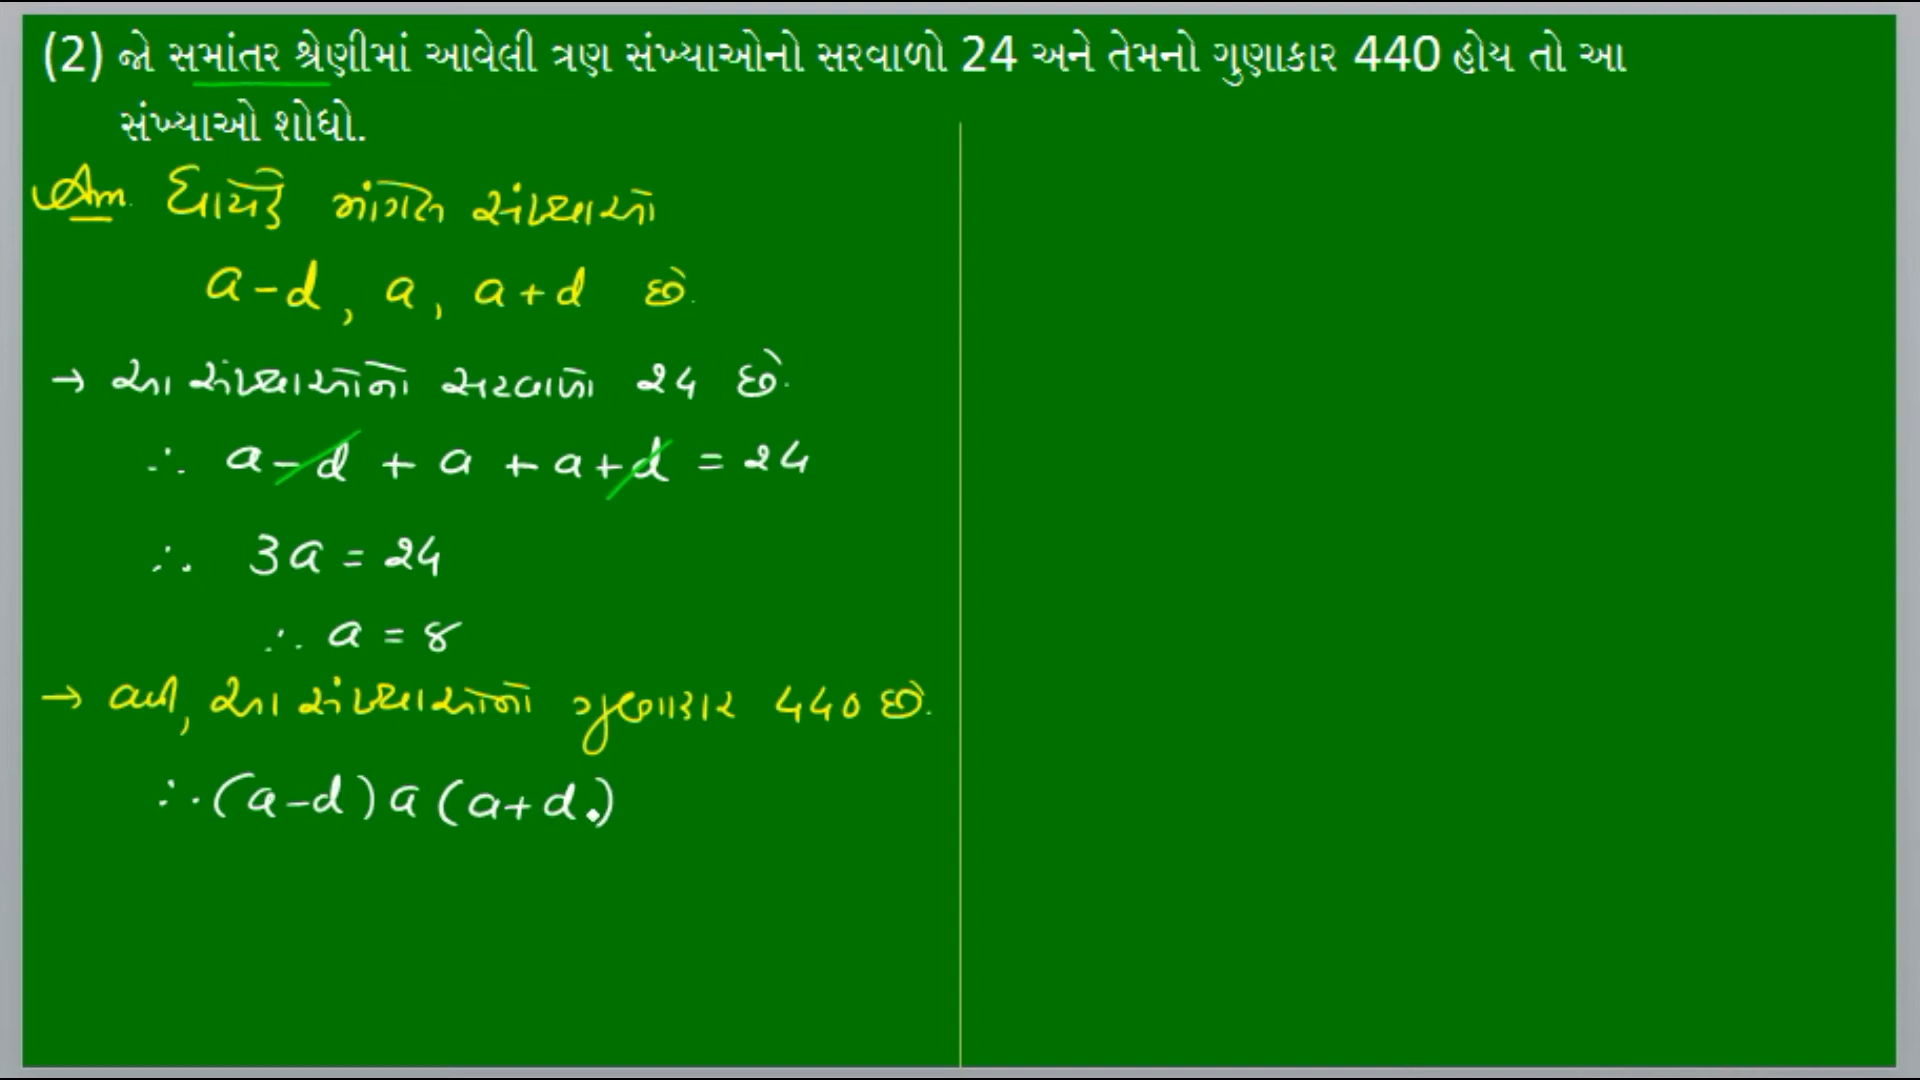 (2) જો સમાંતર શ્રેણીમાં આવેલી ત્રણ સંખ્યાઓનો સરવાળો 24 અને તેમનો ગુણાકાર 440 હોય તો આ
સંખ્યાઓ શોધો.
Ans. ધારોકે માંગેલ સંખ્યાઓ
a-d, a, a+d છે.
→ આ સંખ્યાઓનો સરવાળો 24 છે.
∴ a-d + a + a+d = 24
∴ 3a = 24
∴ a = 8
→ વળી, આ સંખ્યાઓનો ગુણાકાર 440 છે.
∴ (a-d) a (a+d)